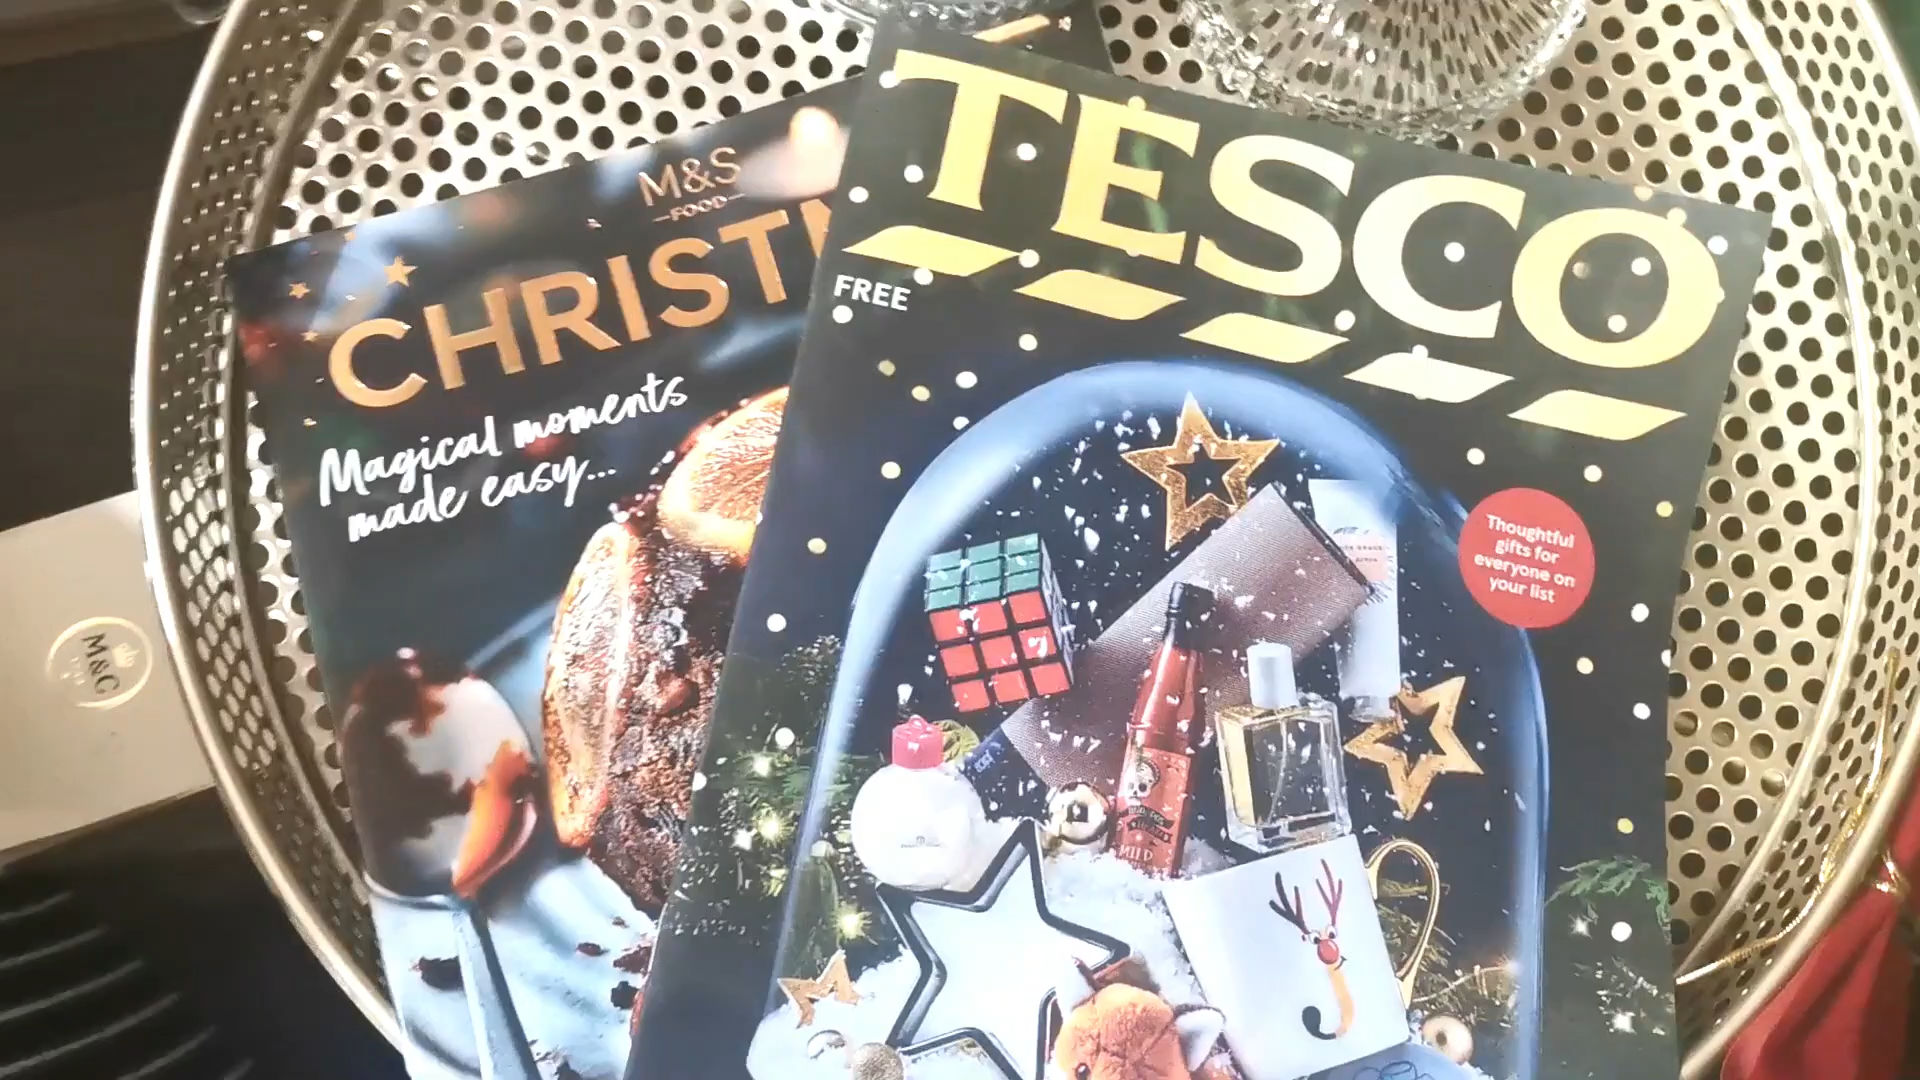 M&S
FOOD
CHRIST
Magical moments
made easy...
TESCO
FREE
Thoughtful
gifts for
everyone on
your list
MILD
M&G